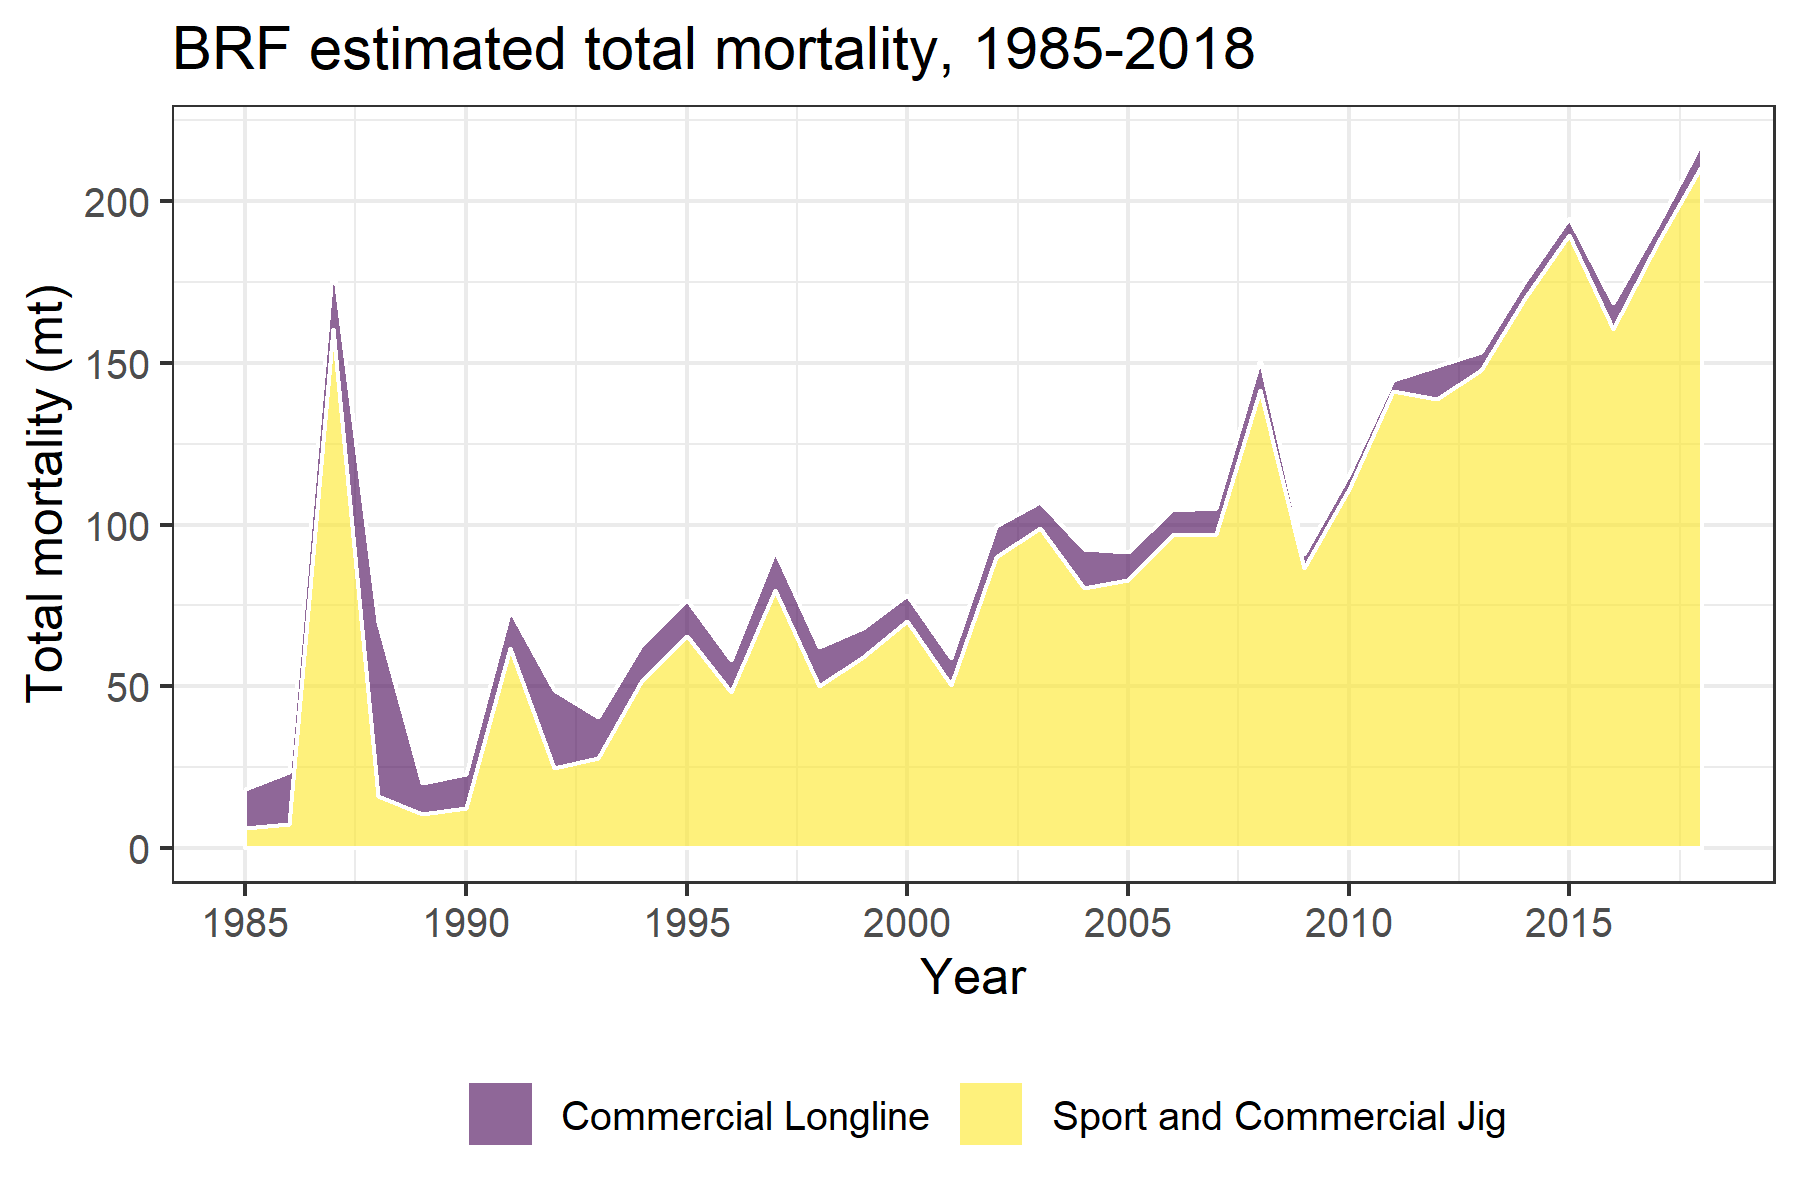 BRF estimated total mortality, 1985-2018
Total mortality (mt)
200
150
100
50
0
1985 1990 1995 2000 2005 2010 2015
Year
Commercial Longline Sport and Commercial Jig